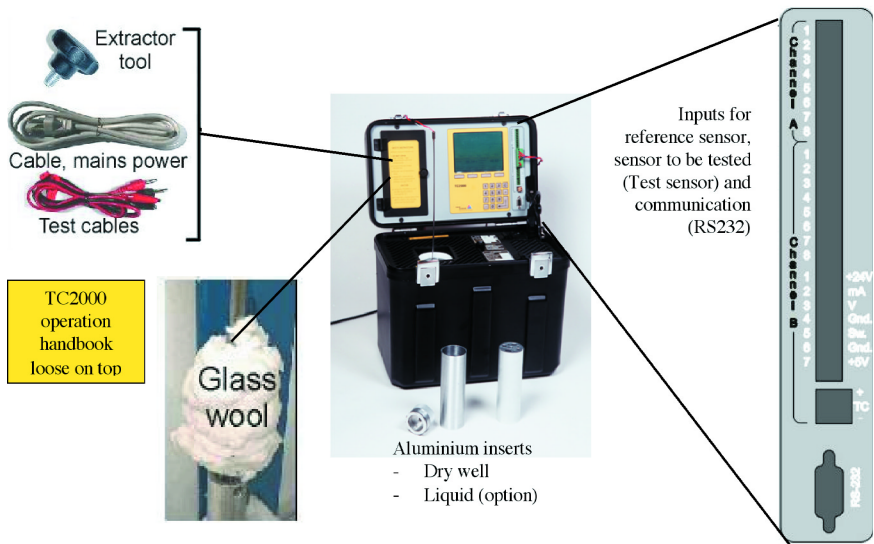 Extractor
tool
Cable, mains power
Test cables
TC2000
operation
handbook
loose on top
Glass
wool
Aluminium inserts
- Dry well
- Liquid (option)
Inputs for
reference sensor,
sensor to be tested
(Test sensor) and
communication
(RS232)
Channel A
1
2
3
4
5
6
7
8
Channel B
1
2
3
4
5
6
7
8
1 +24V
2 mA
3 V
4 Gnd.
5 Sw.
6 Gnd.
7 +5V
+
TC
-
RS-232